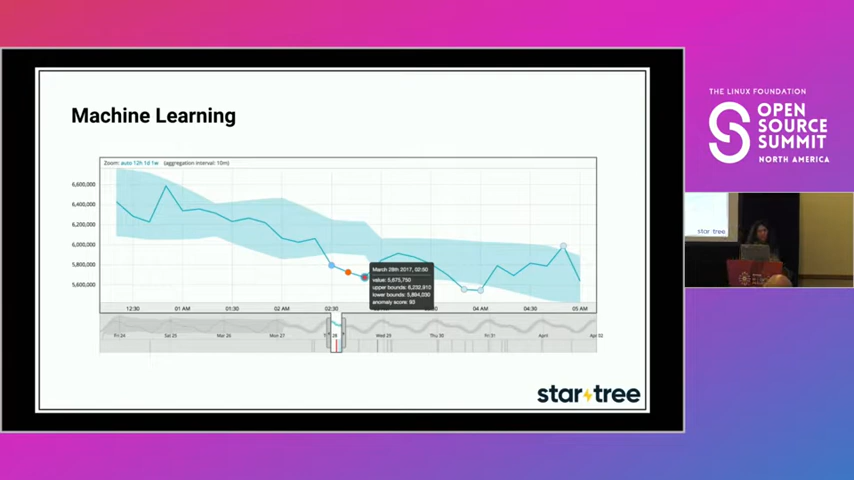 Machine Learning
Zoom: auto 12h 1d 1w (aggregation interval: 10m)
6,600,000
6,400,000
6,200,000
6,000,000
5,800,000
5,600,000
March 28th 2017, 02:50
value: 5,675,750
upper bounds: 6,232,910
lower bounds: 5,894,030
anomaly score: 93
12:30
01 AM
01:30
02 AM
02:30
04 AM
04:30
05 AM
Fri 24
Sat 25
Sun 26
Mon 27
28
Wed 29
Thu 30
Fri 31
April
Apr 02
star tree
THE LINUX FOUNDATION
OPEN
SOURCE
SUMMIT
NORTH AMERICA
star tree